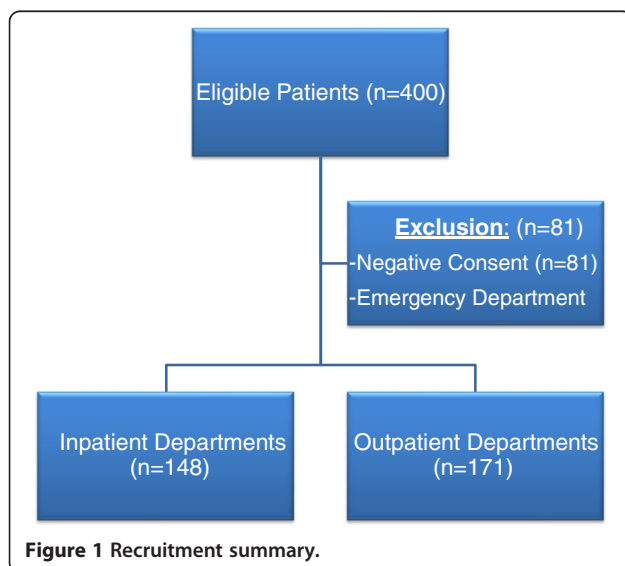 Eligible Patients (n=400)
Exclusion: (n=81)
-Negative Consent (n=81)
-Emergency Department
Inpatient Departments
(n=148)
Outpatient Departments
(n=171)
Figure 1 Recruitment summary.